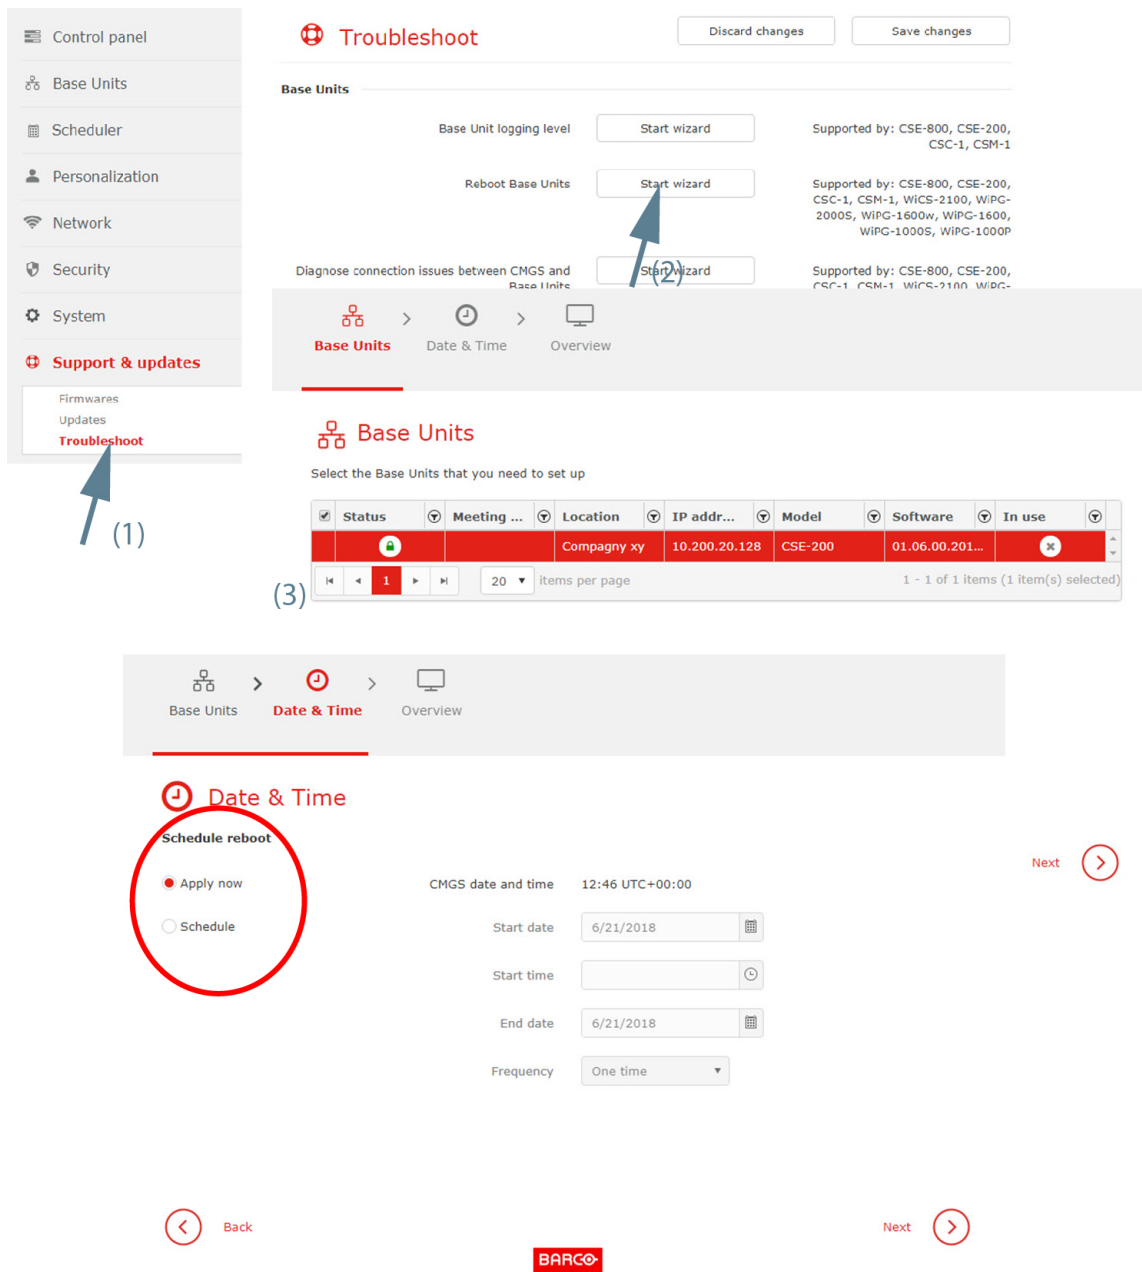 Control panel
Base Units
Scheduler
Personalization
Network
Security
System
Support & updates
Firmwares
Updates
Troubleshoot
(1)
Troubleshoot
Discard changes
Save changes
Base Units
Base Unit logging level
Start wizard
Supported by: CSE-800, CSE-200,
CSC-1, CSM-1
Reboot Base Units
Start wizard
Supported by: CSE-800, CSE-200,
CSC-1, CSM-1, WiCS-2100, WiPG-
2000S, WiPG-1600w, WiPG-1600,
WiPG-1000S, WiPG-1000P
(2)
Diagnose connection issues between CMGS and
Base Units
Start wizard
Supported by: CSE-800, CSE-200,
CSC-1, CSM-1, WiCS-2100, WiPG-
Base Units
Date & Time
Overview
Base Units
Select the Base Units that you need to set up
Status Meeting ... Location IP addr... Model Software In use
Compagny xy 10.200.20.128 CSE-200 01.06.00.201...
1 20 items per page 1 - 1 of 1 items (1 item(s) selected)
(3)
Base Units
Date & Time
Overview
Date & Time
Schedule reboot
Next
Apply now
CMGS date and time 12:46 UTC+00:00
Schedule
Start date 6/21/2018
Start time
End date 6/21/2018
Frequency One time
Back
Next
BARCO